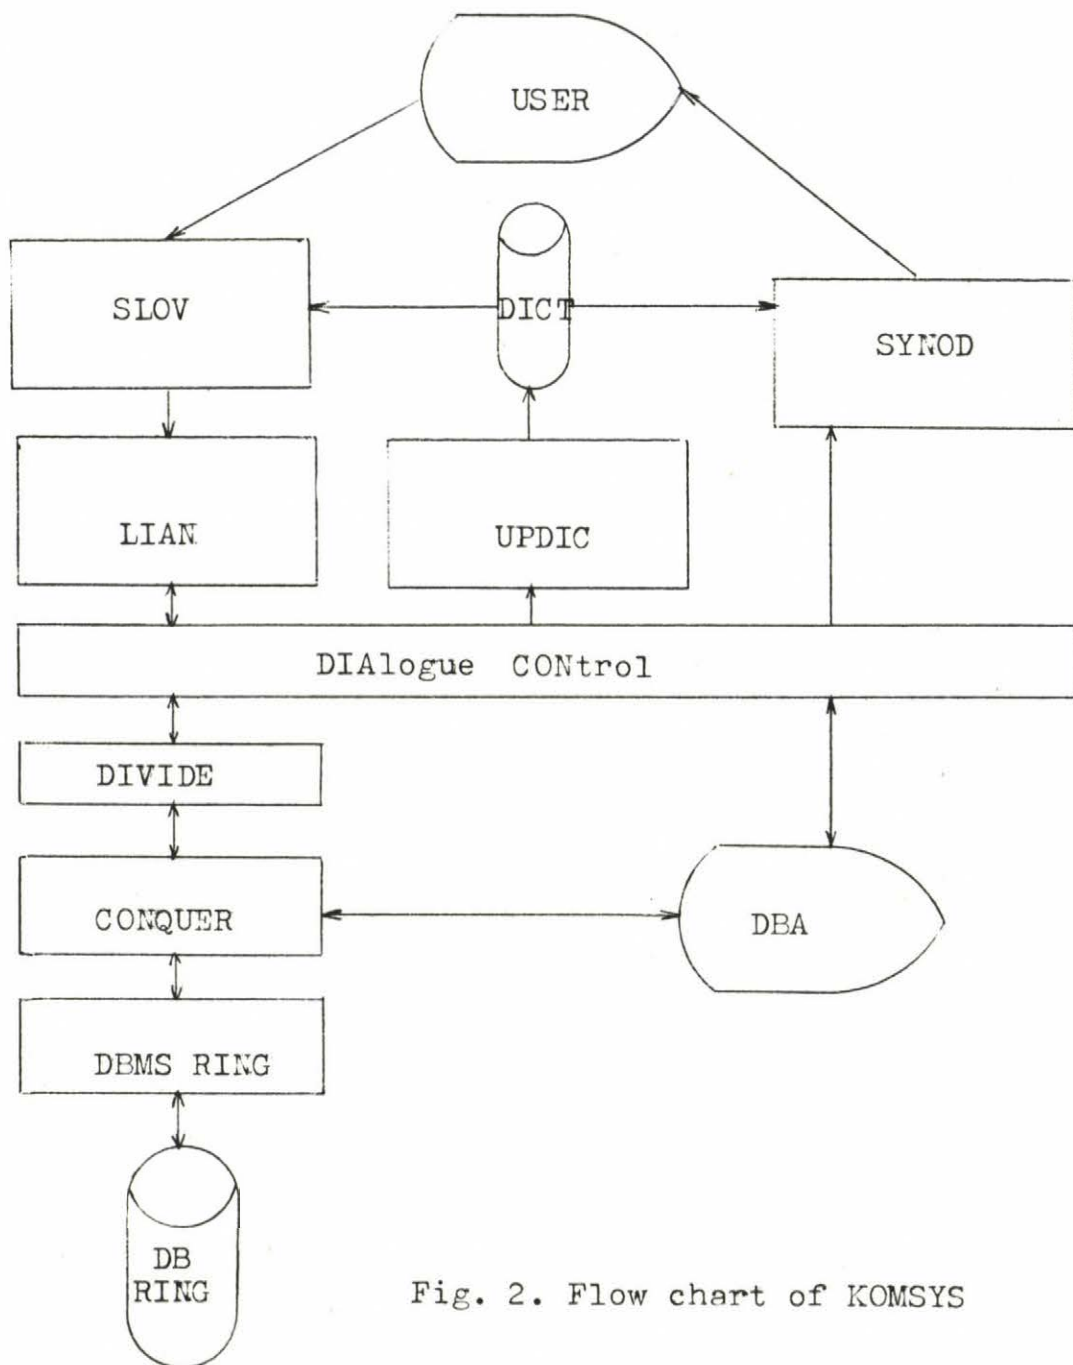 USER
SLOV
DICT
SYNOD
LIAN
UPDIC
DIAlogue CONtrol
DIVIDE
CONQUER
DBA
DBMS RING
DB
RING
Fig. 2. Flow chart of KOMSYS